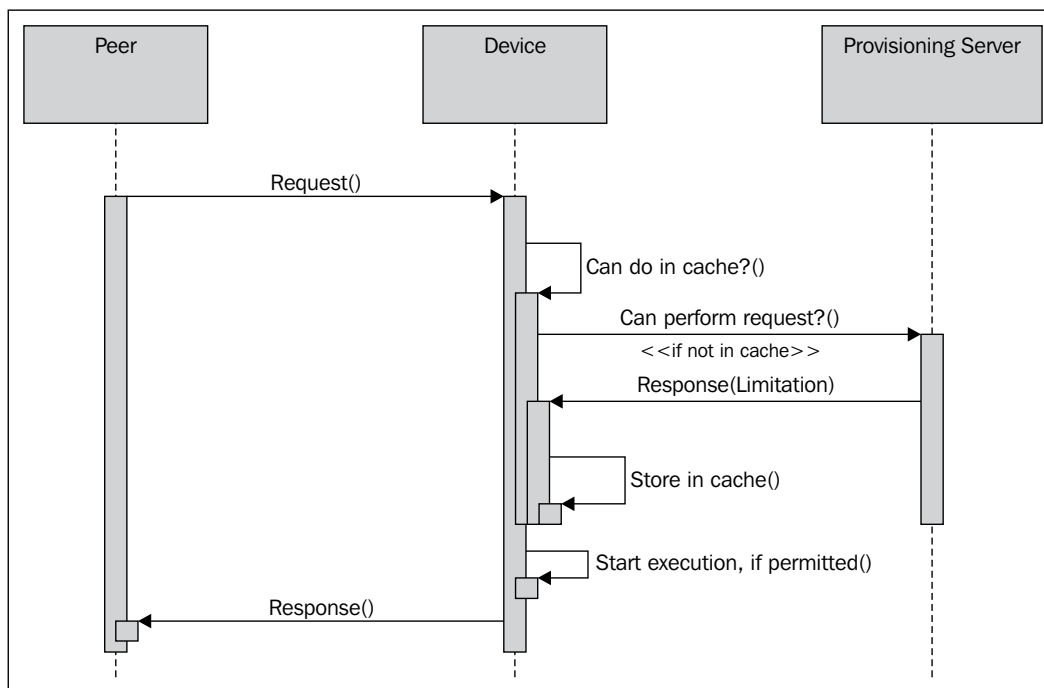 Peer
Device
Provisioning Server
Request()
Can do in cache?()
Can perform request?()
<<if not in cache>>
Response(Limitation)
Store in cache()
Start execution, if permitted()
Response()